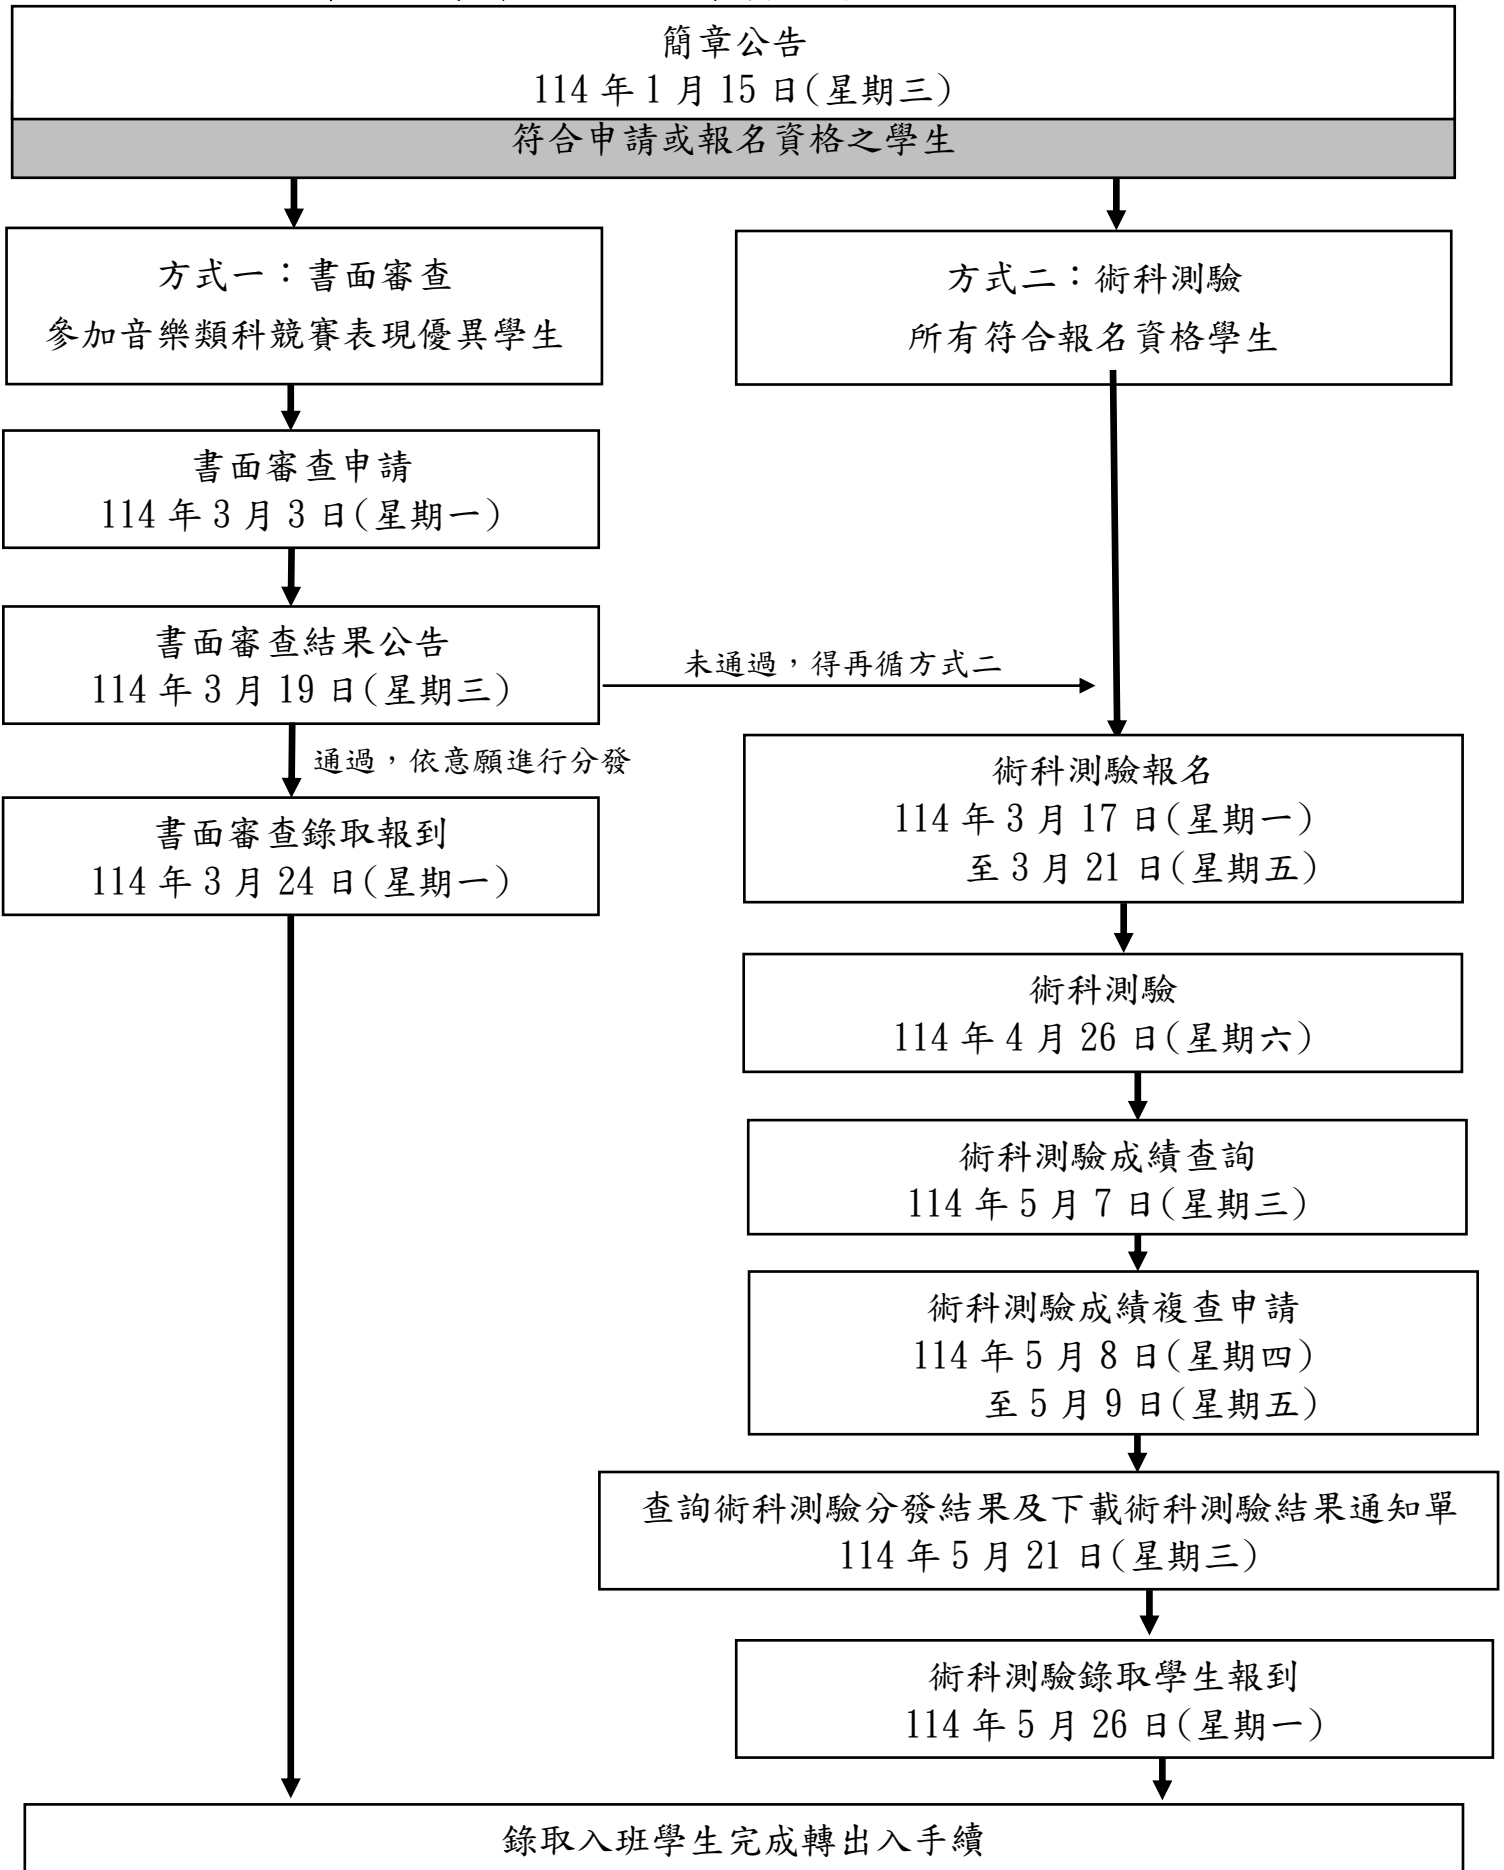 簡章公告
114 年 1 月 15 日(星期三)
符合申請或報名資格之學生
方式一：書面審查
參加音樂類科競賽表現優異學生
方式二：術科測驗
所有符合報名資格學生
書面審查申請
114 年 3 月 3 日(星期一)
書面審查結果公告
114 年 3 月 19 日(星期三)
未通過，得再循方式二
通過，依意願進行分發
書面審查錄取報到
114 年 3 月 24 日(星期一)
術科測驗報名
114 年 3 月 17 日(星期一)
至 3 月 21 日(星期五)
術科測驗
114 年 4 月 26 日(星期六)
術科測驗成績查詢
114 年 5 月 7 日(星期三)
術科測驗成績複查申請
114 年 5 月 8 日(星期四)
至 5 月 9 日(星期五)
查詢術科測驗分發結果及下載術科測驗結果通知單
114 年 5 月 21 日(星期三)
術科測驗錄取學生報到
114 年 5 月 26 日(星期一)
錄取入班學生完成轉出入手續